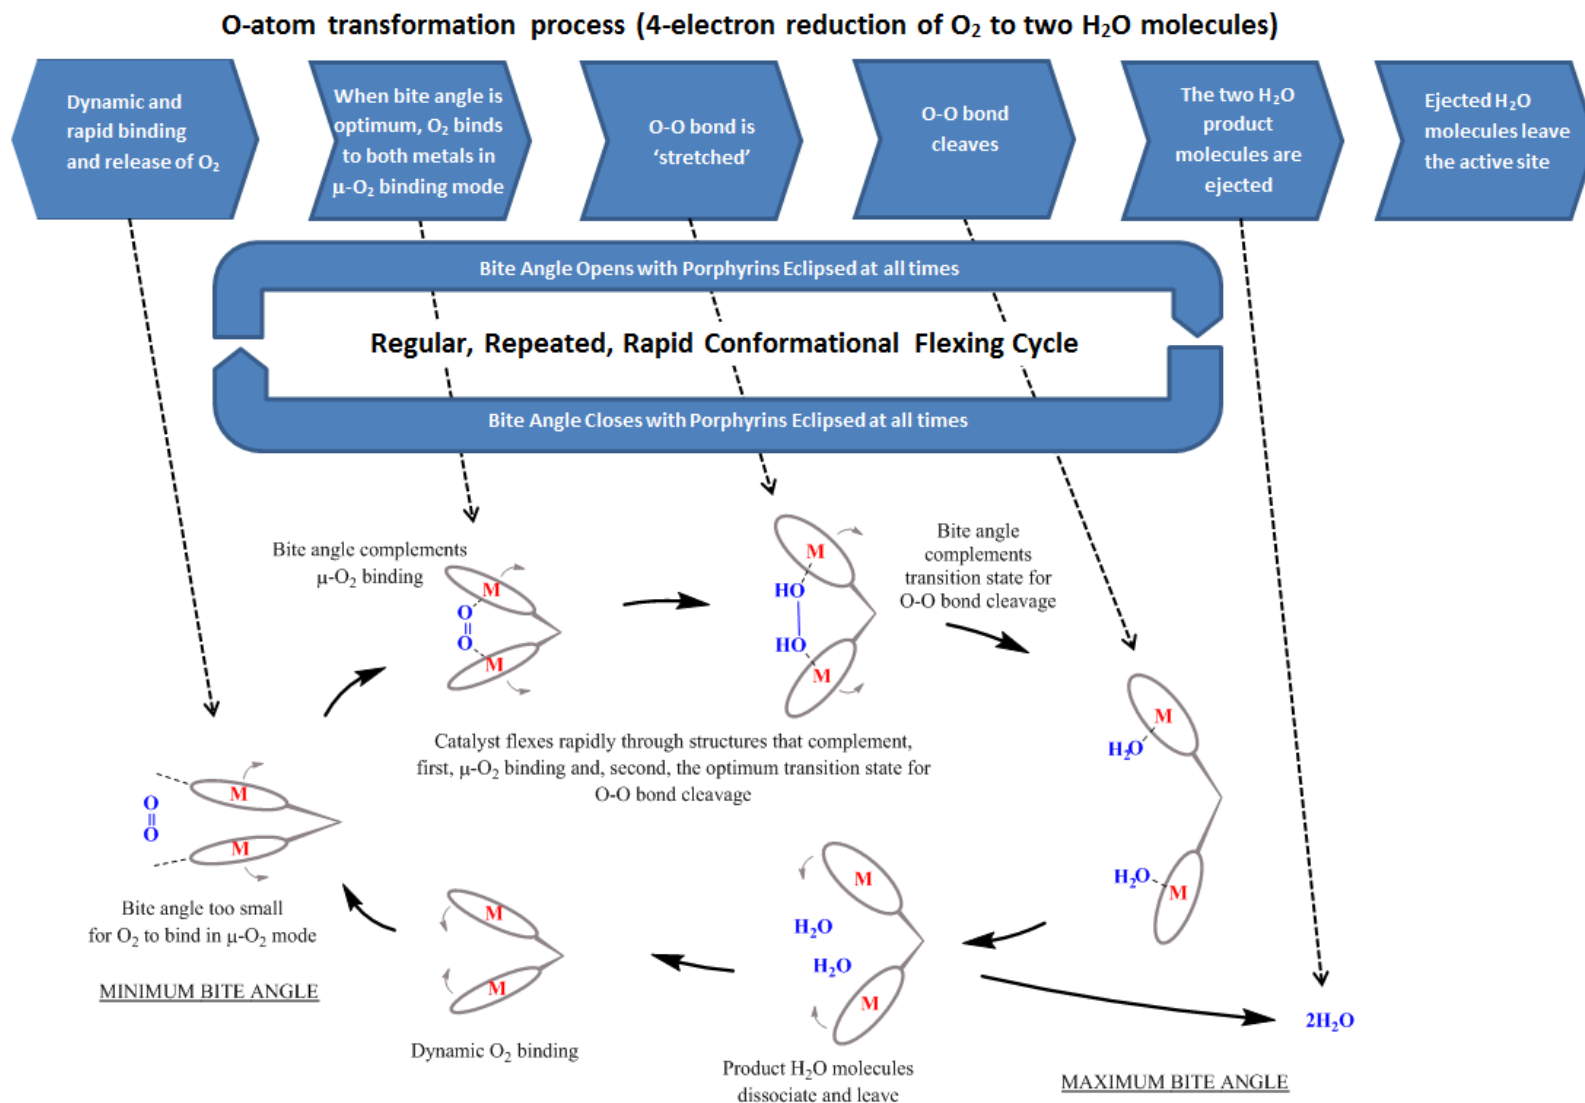 O-atom transformation process (4-electron reduction of O₂ to two H₂O molecules)
Dynamic and
rapid binding
and release of O₂
When bite angle is
optimum, O₂ binds
to both metals in
μ-O₂ binding mode
O-O bond is
‘stretched’
O-O bond
cleaves
The two H₂O
product
molecules are
ejected
Ejected H₂O
molecules leave
the active site
Bite Angle Opens with Porphyrins Eclipsed at all times
Regular, Repeated, Rapid Conformational Flexing Cycle
Bite Angle Closes with Porphyrins Eclipsed at all times
Bite angle complements
μ-O₂ binding
M
O
O
M
M
HO
HO
M
Bite angle
complements
transition state for
O-O bond cleavage
M
H₂O
H₂O
M
Catalyst flexes rapidly through structures that complement,
first, μ-O₂ binding and, second, the optimum transition state for
O-O bond cleavage
O
O
M
M
Bite angle too small
for O₂ to bind in μ-O₂ mode
MINIMUM BITE ANGLE
M
M
Dynamic O₂ binding
M
H₂O
H₂O
M
Product H₂O molecules
dissociate and leave
2H₂O
MAXIMUM BITE ANGLE